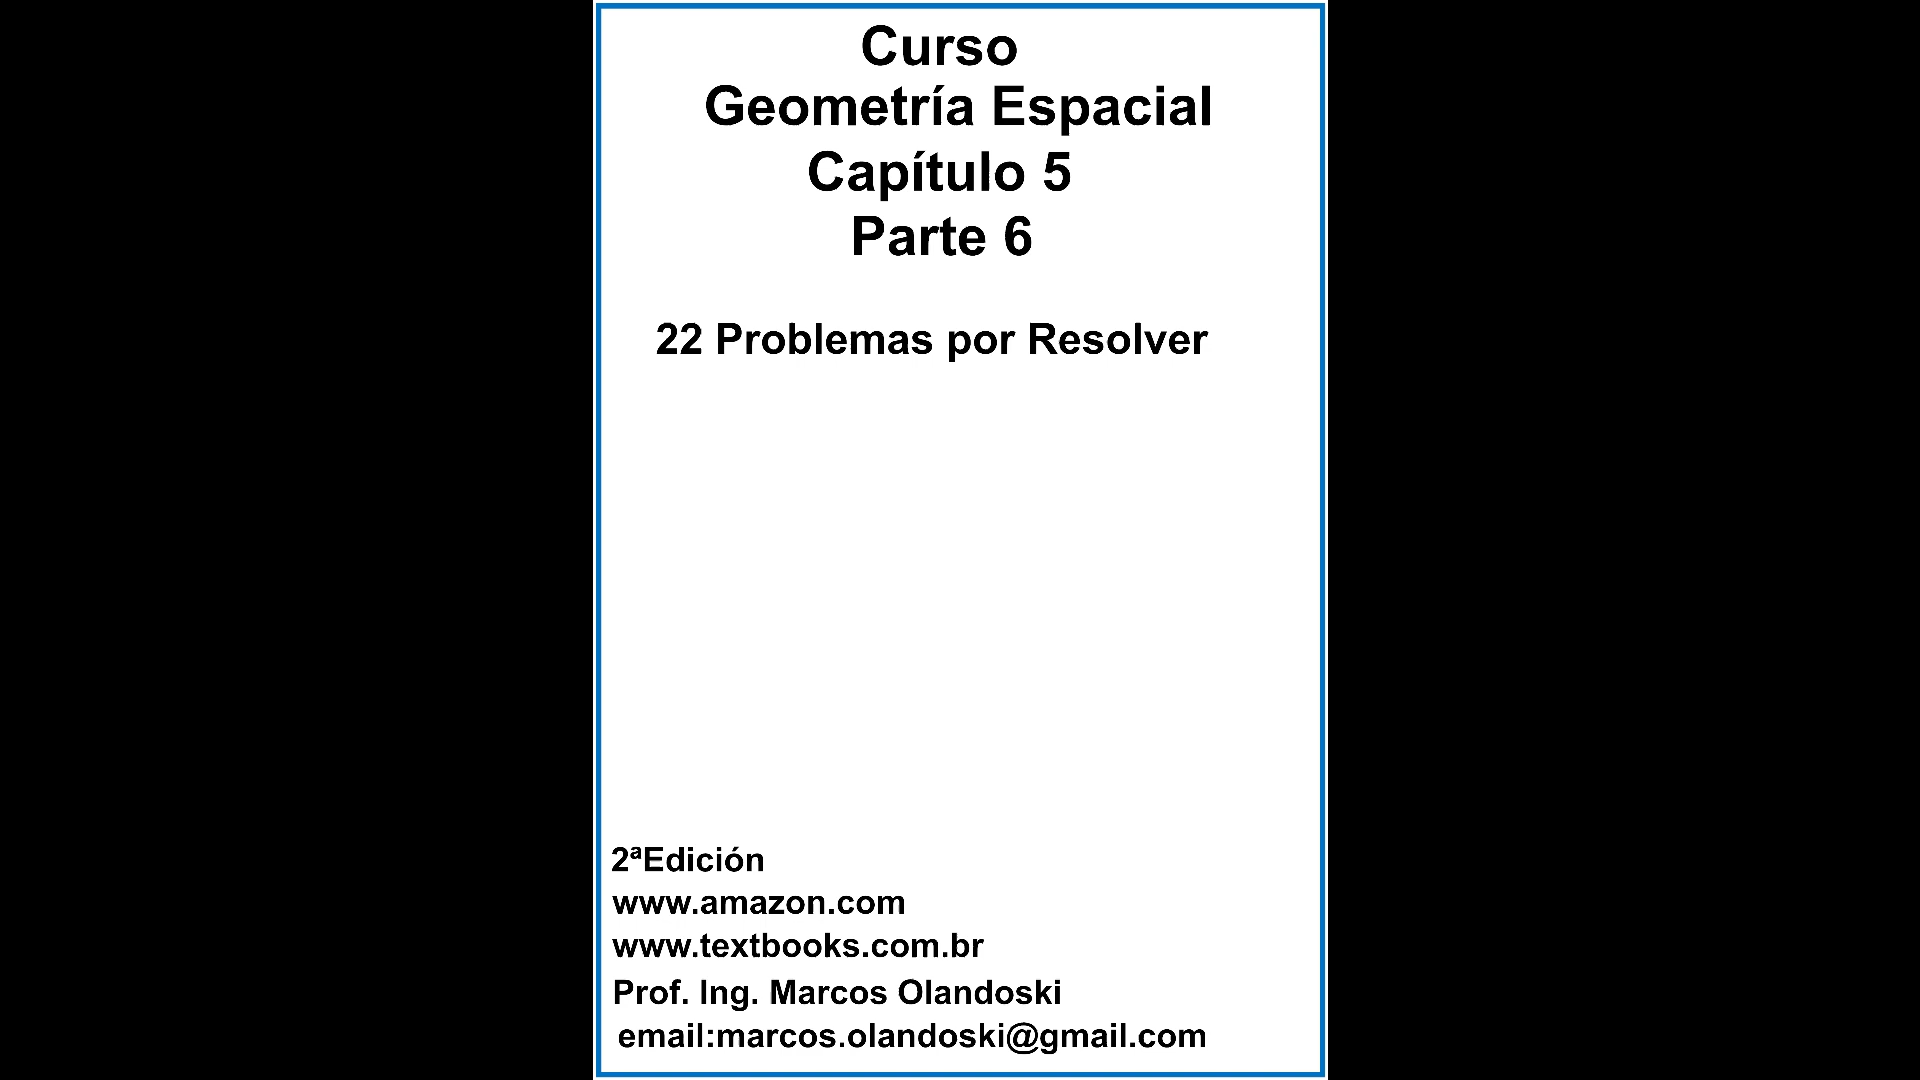 Curso
Geometría Espacial
Capítulo 5
Parte 6
22 Problemas por Resolver
2ªEdición
www.amazon.com
www.textbooks.com.br
Prof. Ing. Marcos Olandoski
email:marcos.olandoski@gmail.com